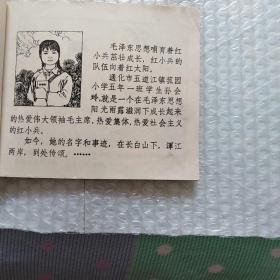 毛泽东思想哺育着红
小兵茁壮成长，红小兵的
队伍向着红太阳。
通化市五道江镇筑园
小学五年一班学生孙会
玲，就是一个在毛泽东思想
阳光雨露滋润下成长起来
的热爱伟大领袖毛主席，热爱集体，热爱社会主义
的红小兵。
如今，她的名字和事迹，在长白山下，浑江
两岸，到处传颂。……